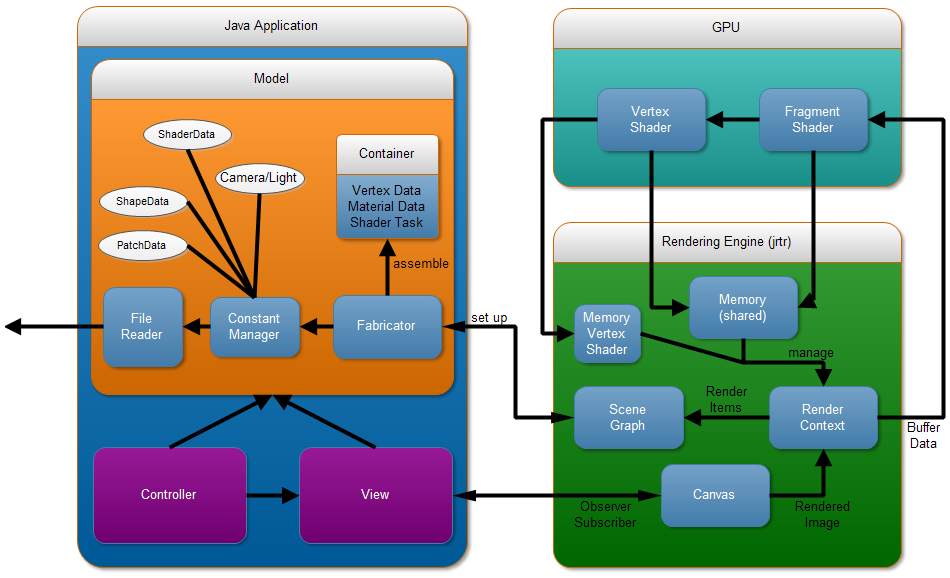 Java Application
Model
ShaderData
Camera/Light
ShapeData
PatchData
Container
Vertex Data
Material Data
Shader Task
assemble
File
Reader
Constant
Manager
Fabricator
set up
Controller
View
GPU
Vertex
Shader
Fragment
Shader
Rendering Engine (jrtr)
Memory
(shared)
Memory
Vertex
Shader
manage
Scene
Graph
Render
Items
Render
Context
Buffer
Data
Canvas
Observer
Subscriber
Rendered
Image